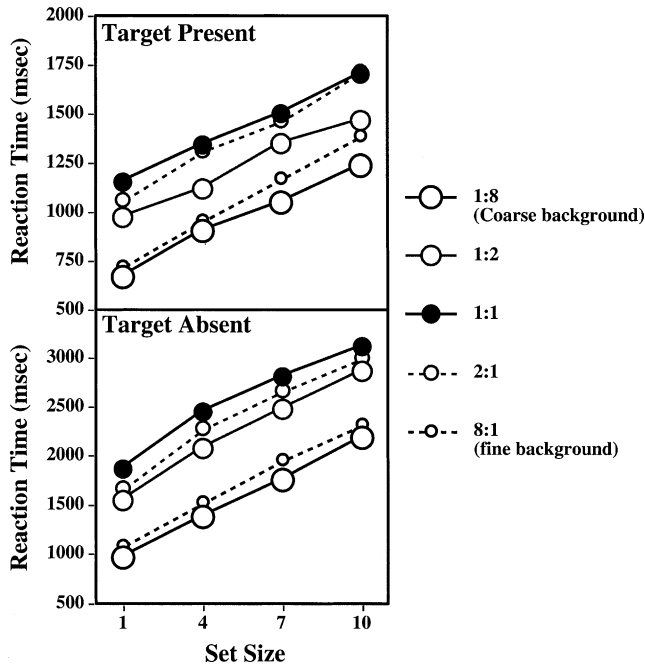 Target Present
Reaction Time (msec)
2000
1750
1500
1250
1000
750
500
Target Absent
Reaction Time (msec)
3000
2500
2000
1500
1000
500
1 4 7 10
Set Size
1:8
(Coarse background)
1:2
1:1
2:1
8:1
(fine background)